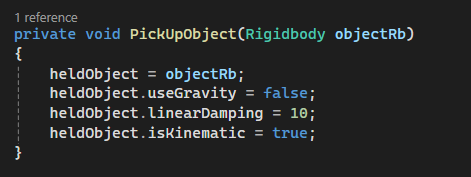 1 reference
private void PickUpObject(Rigidbody objectRb)
{
    heldObject = objectRb;
    heldObject.useGravity = false;
    heldObject.linearDamping = 10;
    heldObject.isKinematic = true;
}